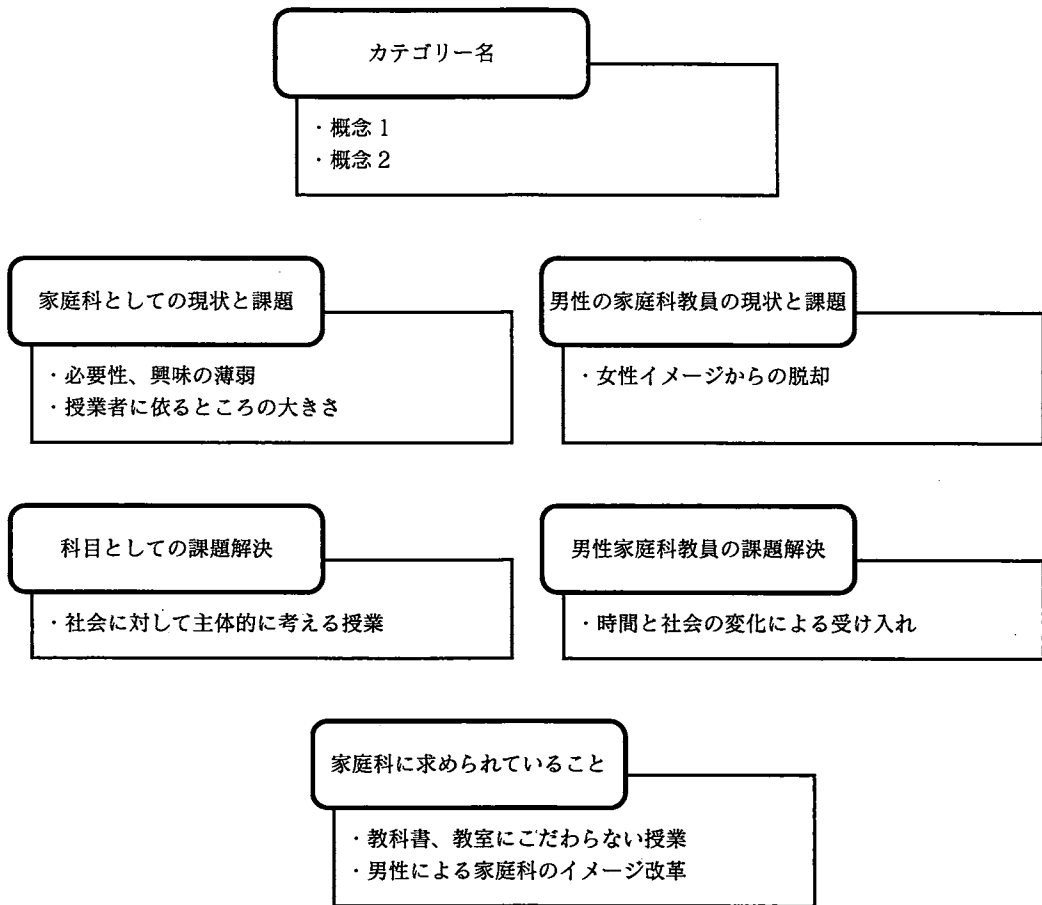 カテゴリー名
・概念1
・概念2
家庭科としての現状と課題
・必要性、興味の薄弱
・授業者に依るところの大きさ
男性の家庭科教員の現状と課題
・女性イメージからの脱却
科目としての課題解決
・社会に対して主体的に考える授業
男性家庭科教員の課題解決
・時間と社会の変化による受け入れ
家庭科に求められていること
・教科書、教室にこだわらない授業
・男性による家庭科のイメージ改革